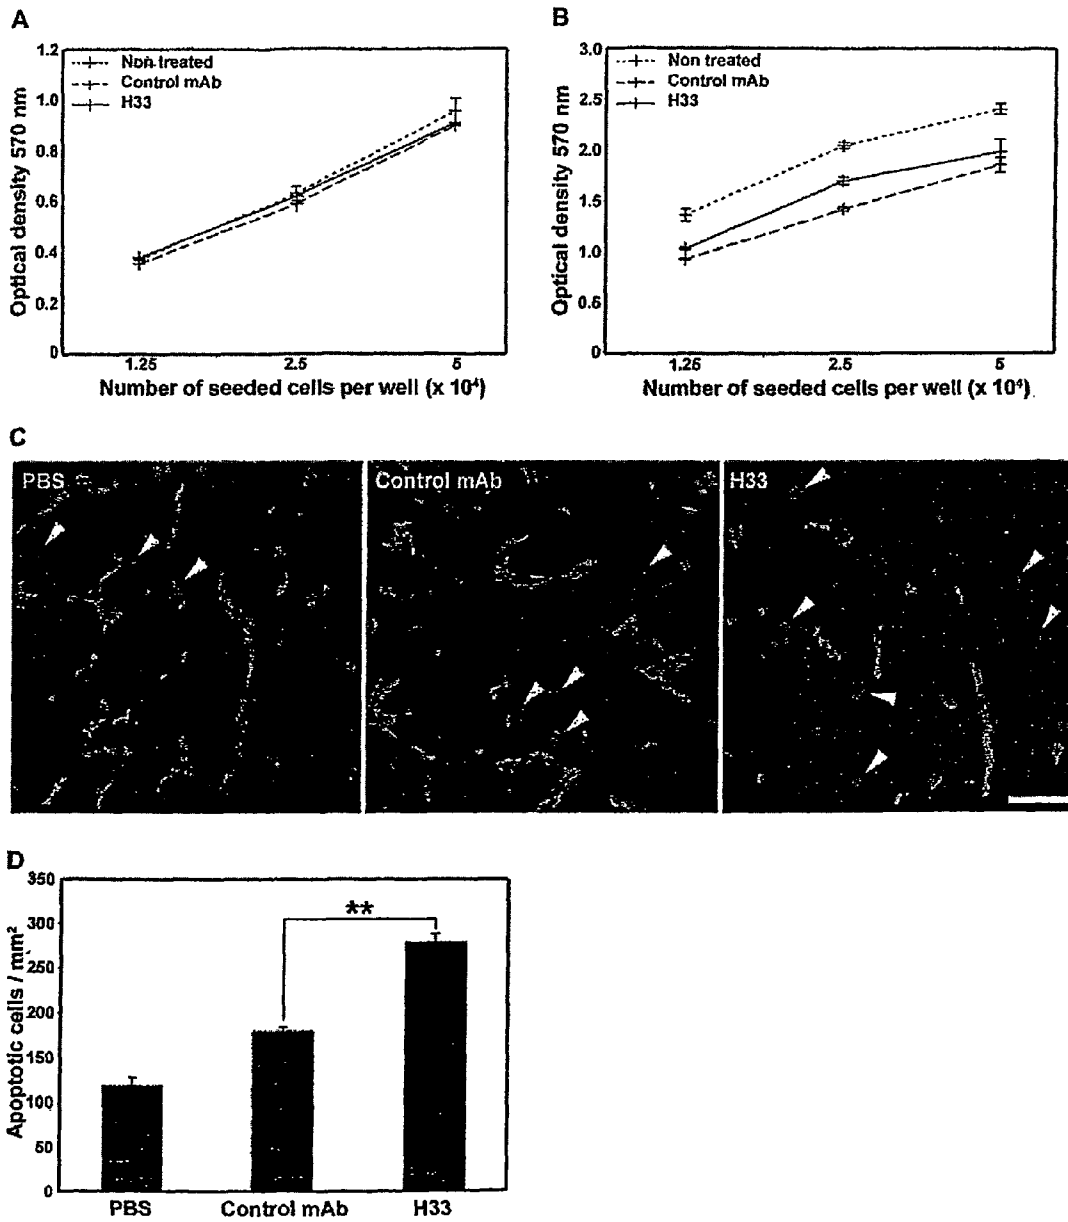 A
1.2
1.0
0.8
0.6
0.4
0.2
0
Optical density 570 nm
Non treated
Control mAb
H33
1.25
2.5
5
Number of seeded cells per well (x 10⁴)
B
3.0
2.5
2.0
1.5
1.0
0.5
0
Optical density 570 nm
Non treated
Control mAb
H33
1.25
2.5
5
Number of seeded cells per well (x 10⁴)
C
PBS
Control mAb
H33
D
350
300
250
200
150
100
50
0
Apoptotic cells / mm²
**
PBS
Control mAb
H33